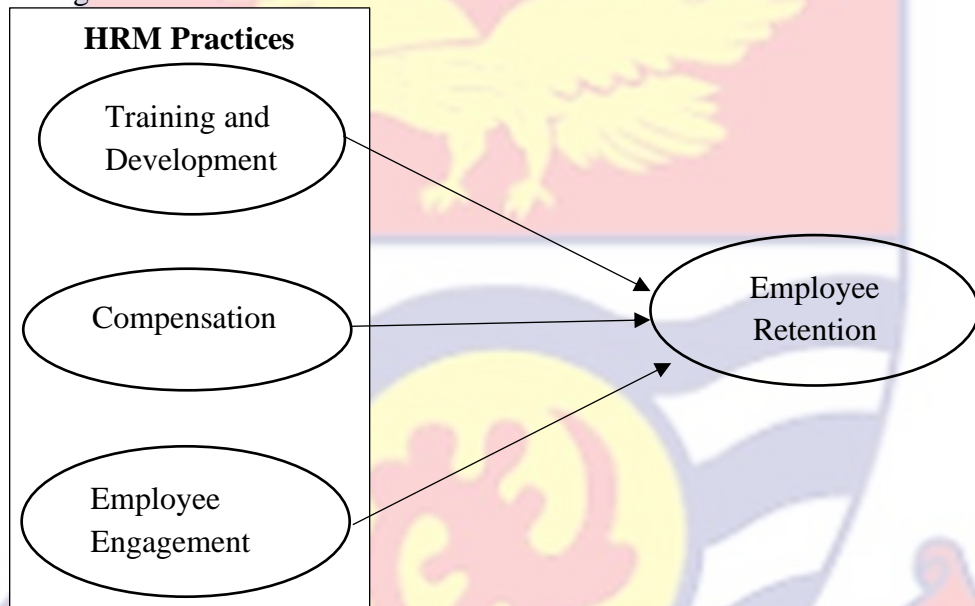 HRM Practices
Training and
Development
Compensation
Employee
Retention
Employee
Engagement